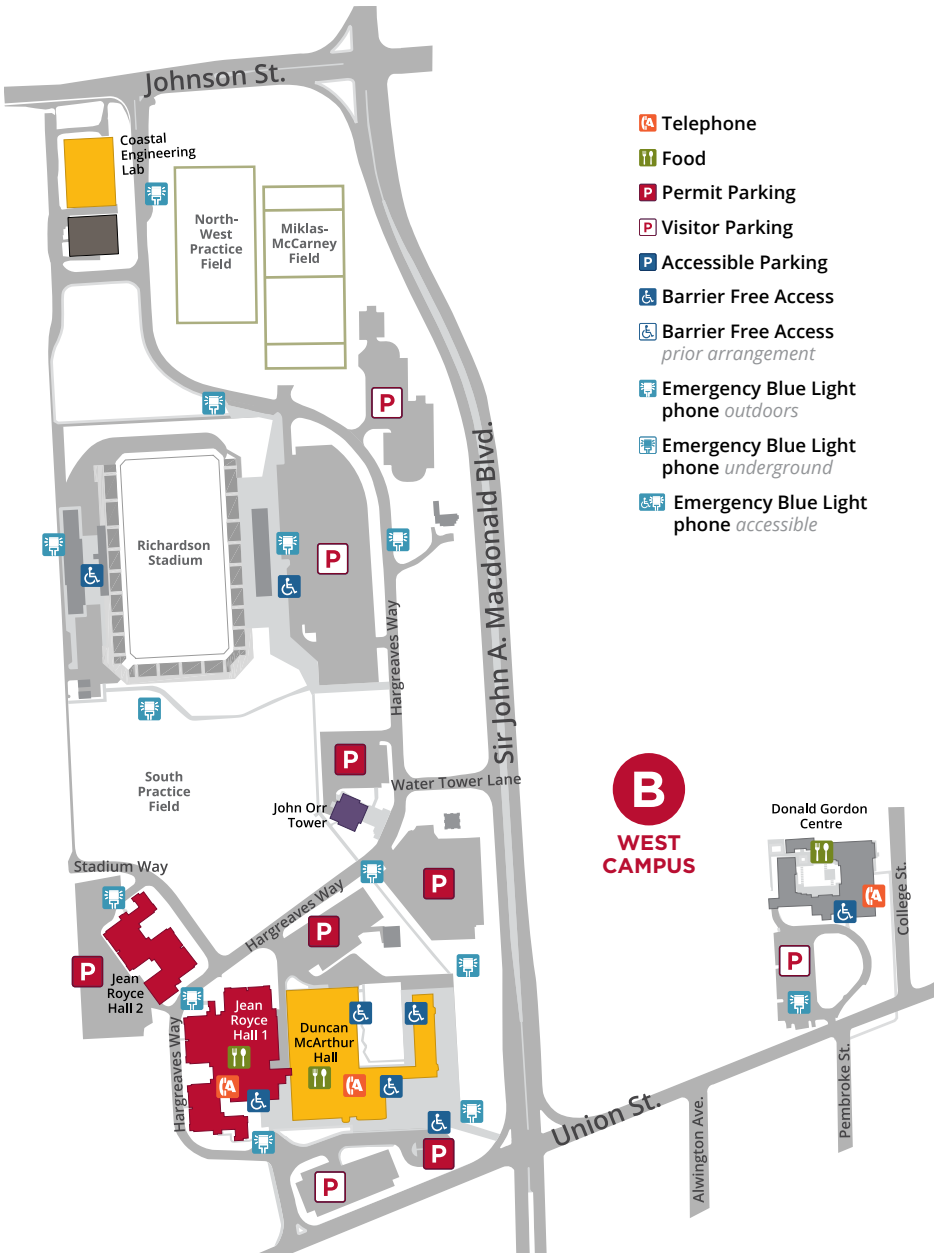 Johnson St.
Coastal
Engineering
Lab
North-
West
Practice
Field
Miklas-
McCarney
Field
A Telephone
Food
P Permit Parking
P Visitor Parking
P Accessible Parking
Barrier Free Access
Barrier Free Access
prior arrangement
Emergency Blue Light
phone outdoors
Emergency Blue Light
phone underground
Emergency Blue Light
phone accessible
P
Sir John A. Macdonald Blvd.
Richardson
Stadium
P
Hargreaves Way
South
Practice
Field
P
Water Tower Lane
John Orr
Tower
B
WEST
CAMPUS
Donald Gordon
Centre
A
College St.
P
Stadium Way
Hargreaves Way
P
P
P
Jean
Royce
Hall 2
Jean
Royce
Hall 1
A
Duncan
McArthur
Hall
A
Hargreaves Way
P
P
Union St.
Alwington Ave.
Pembroke St.